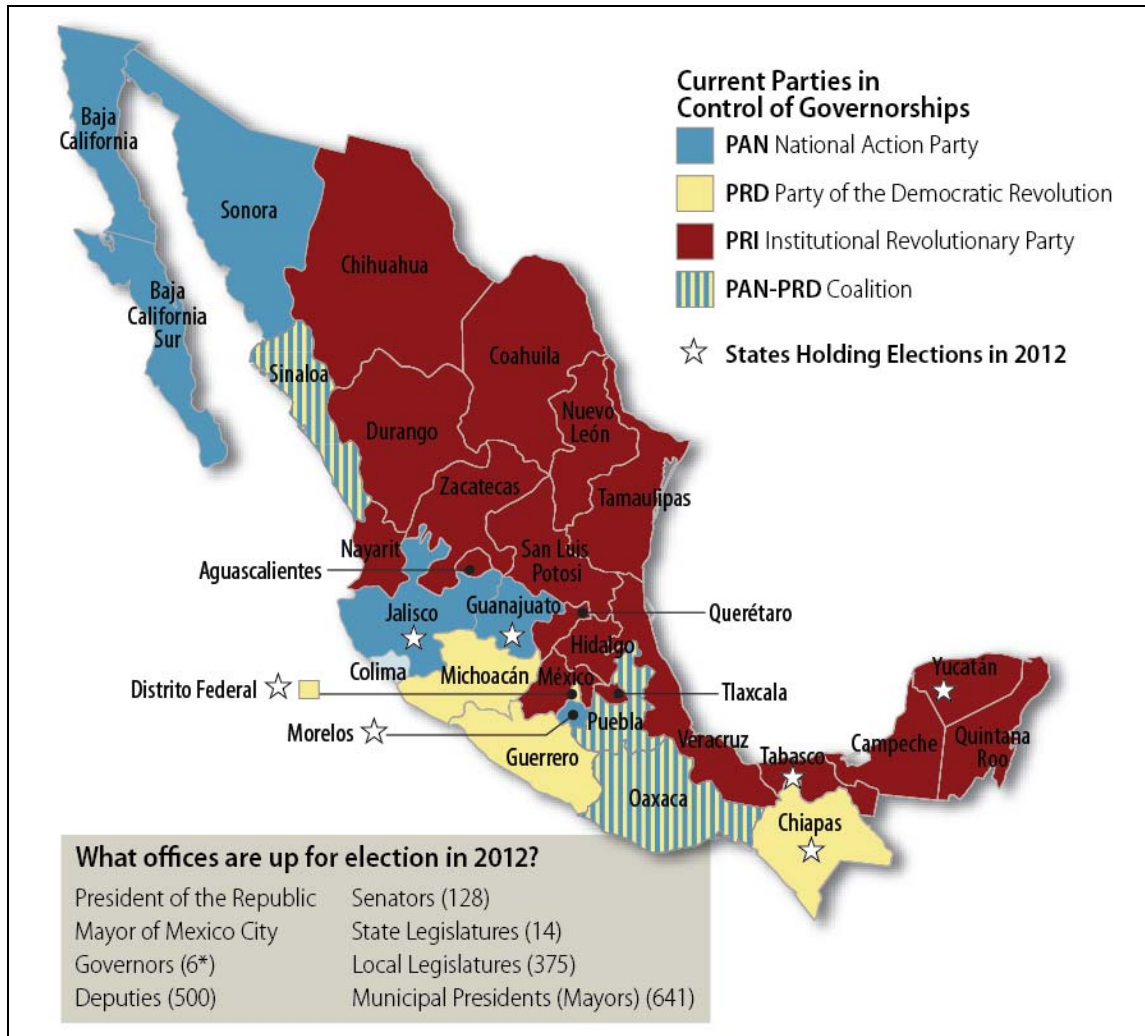 Current Parties in
Control of Governorships
PAN National Action Party
PRD Party of the Democratic Revolution
PRI Institutional Revolutionary Party
PAN-PRD Coalition
States Holding Elections in 2012
Baja
California
Sonora
Chihuahua
Baja
California
Sur
Coahuila
Sinaloa
Nuevo
León
Durango
Zacatecas
Tamaulipas
Nayarit
San Luis
Potosi
Aguascalientes
Jalisco
Guanajuato
Querétaro
Hidalgo
Colima
Michoacán
México
Yucatán
Distrito Federal
Tlaxcala
Morelos
Puebla
Veracruz
Campeche
Quintana
Roo
Guerrero
Tabasco
Oaxaca
Chiapas
What offices are up for election in 2012?
President of the Republic
Mayor of Mexico City
Governors (6*)
Deputies (500)
Senators (128)
State Legislatures (14)
Local Legislatures (375)
Municipal Presidents (Mayors) (641)